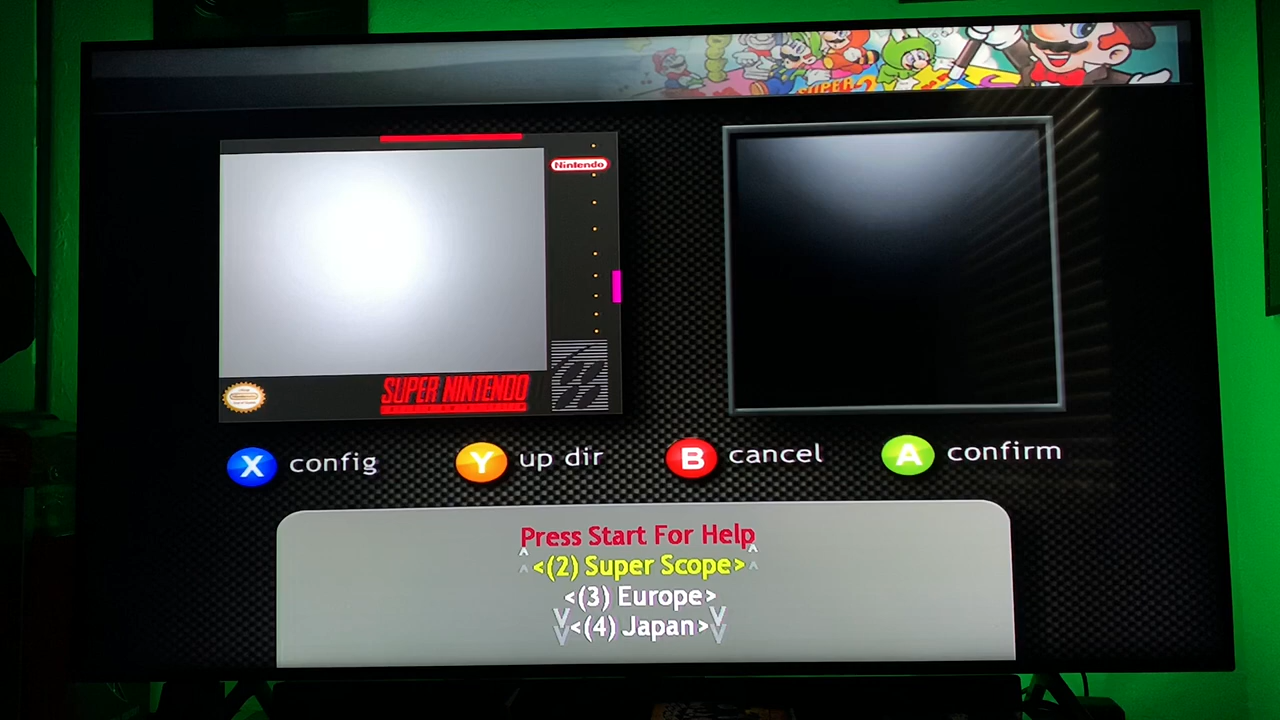 SUPER
Nintendo
SUPER NINTENDO
X config
Y up dir
B cancel
A confirm
Press Start For Help
<(2) Super Scope>
<(3) Europe>
<(4) Japan>